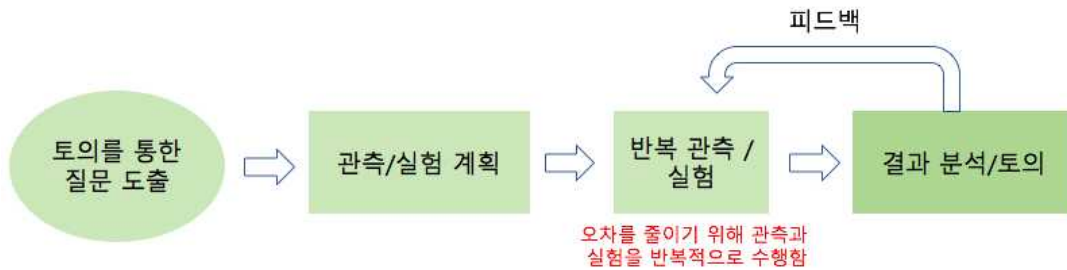 피드백
토의를 통한
질문 도출
관측/실험 계획
반복 관측 /
실험
결과 분석/토의
오차를 줄이기 위해 관측과
실험을 반복적으로 수행함